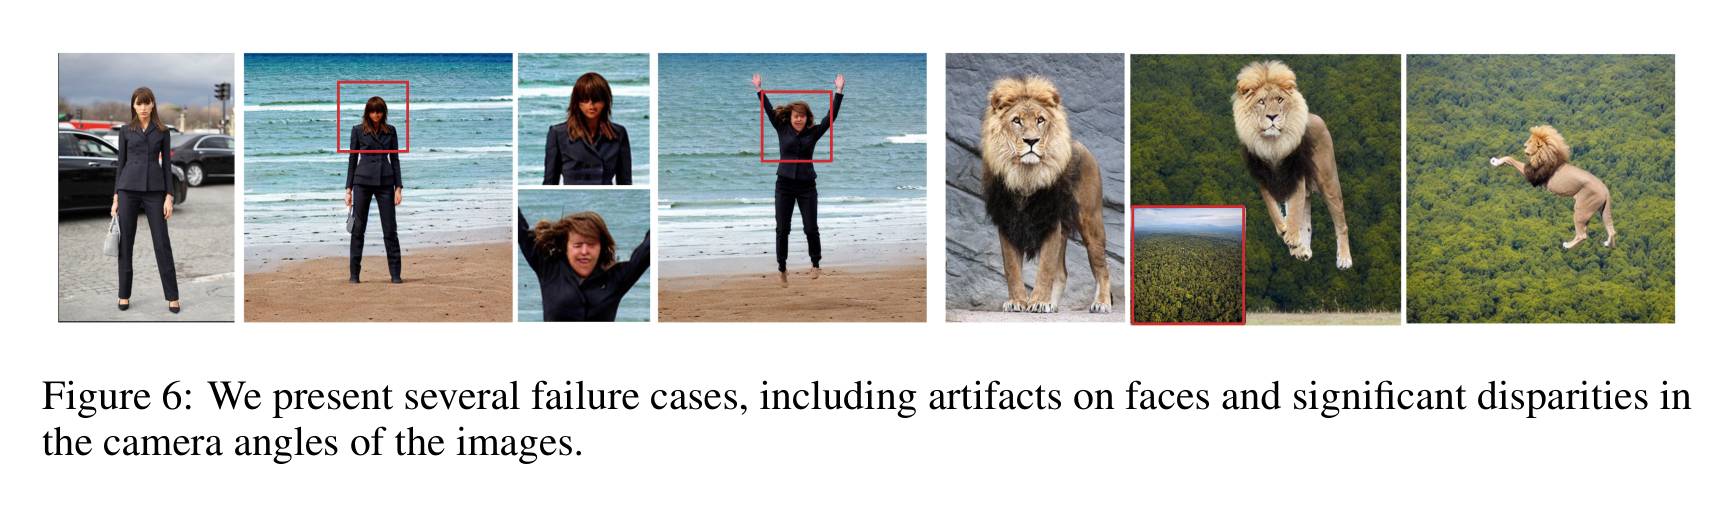 Figure 6: We present several failure cases, including artifacts on faces and significant disparities in
the camera angles of the images.